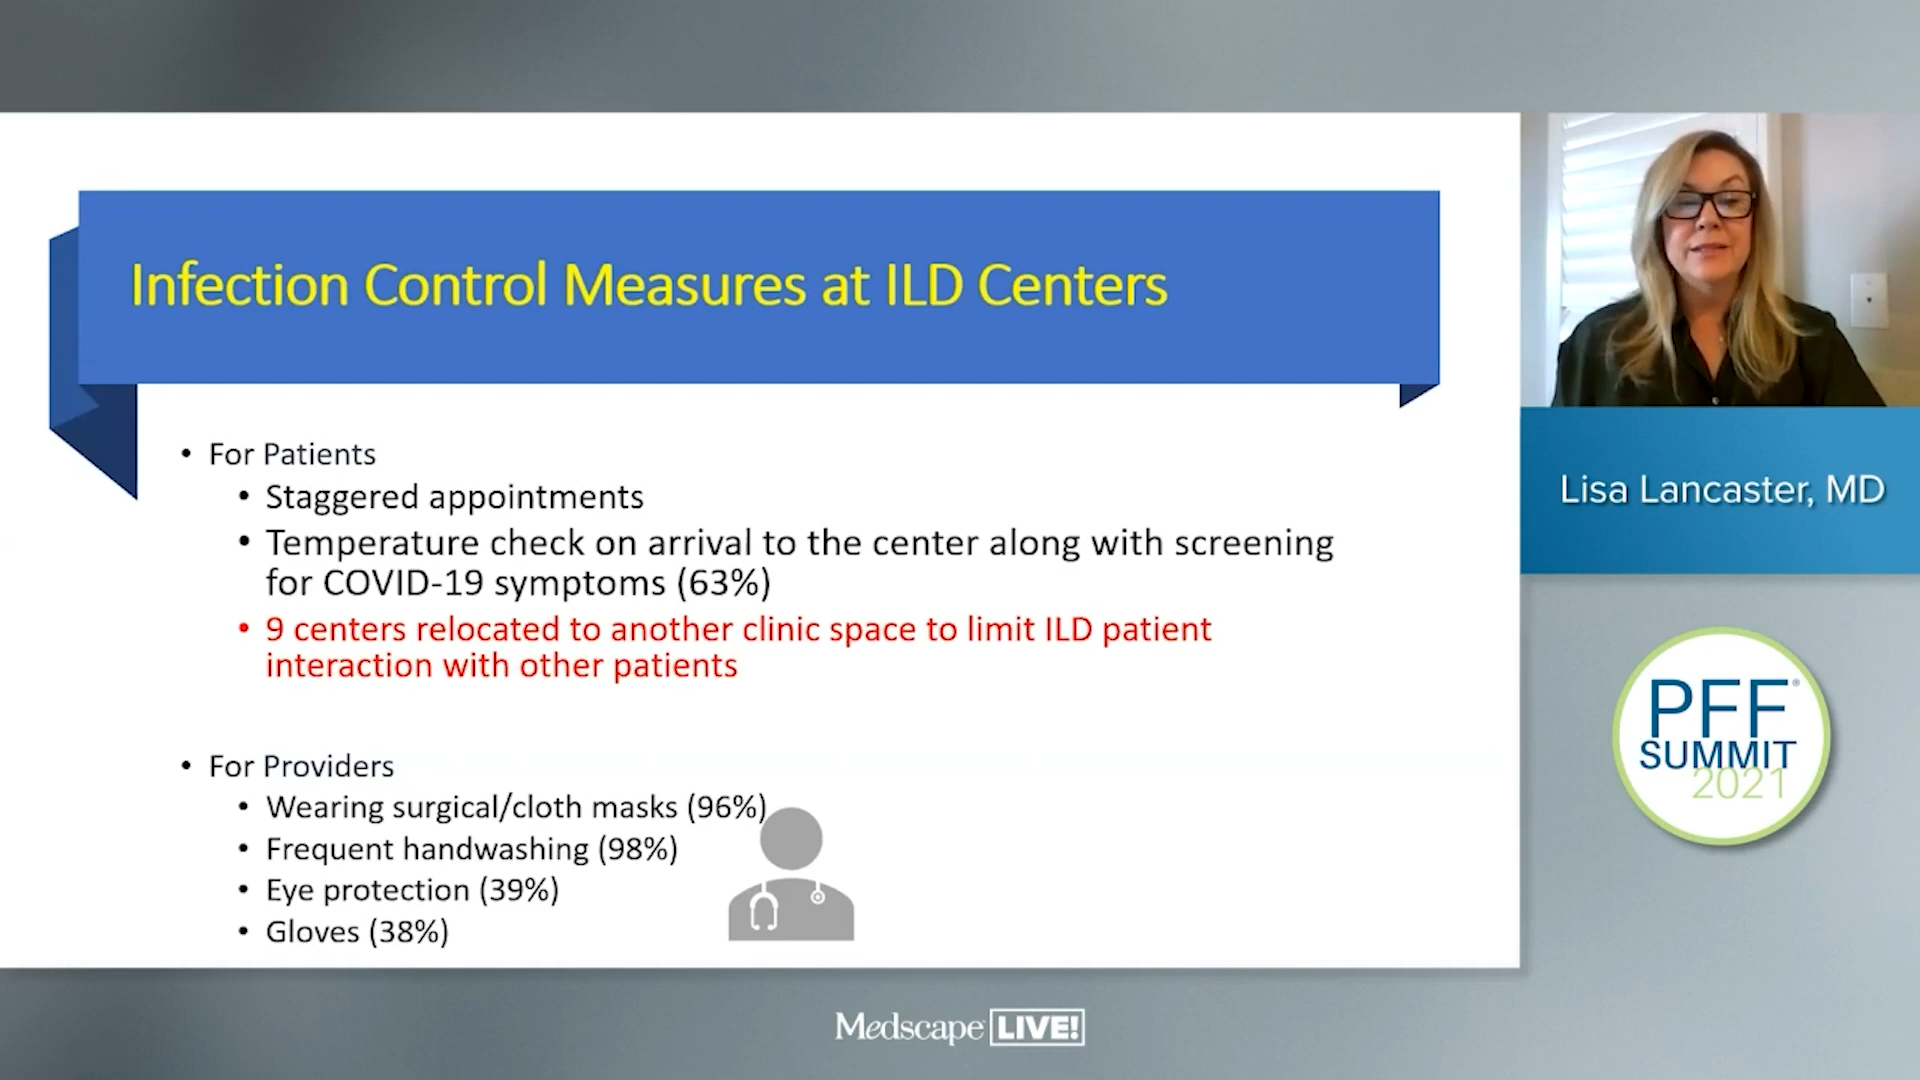 Infection Control Measures at ILD Centers
• For Patients
• Staggered appointments
• Temperature check on arrival to the center along with screening
for COVID-19 symptoms (63%)
• 9 centers relocated to another clinic space to limit ILD patient
interaction with other patients
• For Providers
• Wearing surgical/cloth masks (96%)
• Frequent handwashing (98%)
• Eye protection (39%)
• Gloves (38%)
Lisa Lancaster, MD
PFF®
SUMMIT
2021
Medscape LIVE!